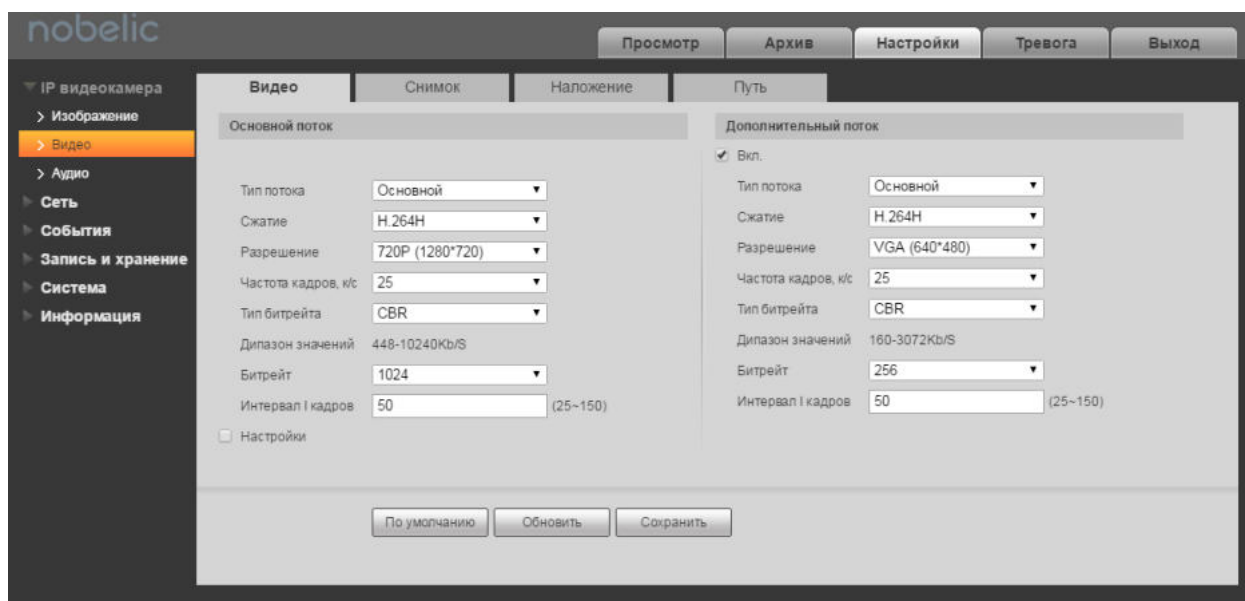 nobelic
Просмотр
Архив
Настройки
Тревога
Выход
IP видеокамера
Изображение
Видео
Аудио
Сеть
События
Запись и хранение
Система
Информация
Видео
Снимок
Наложение
Путь
Основной поток
Тип потока Основной
Сжатие H.264H
Разрешение 720P (1280*720)
Частота кадров, к/с 25
Тип битрейта CBR
Дипазон значений 448-10240Kb/S
Битрейт 1024
Интервал I кадров 50 (25~150)
Настройки
Дополнительный поток
Вкл.
Тип потока Основной
Сжатие H.264H
Разрешение VGA (640*480)
Частота кадров, к/с 25
Тип битрейта CBR
Дипазон значений 160-3072Kb/S
Битрейт 256
Интервал I кадров 50 (25~150)
По умолчанию
Обновить
Сохранить